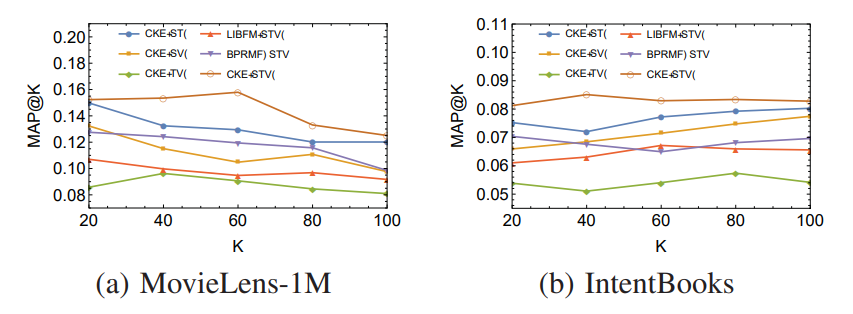 CKE+ST( LIBFM+STV(
CKE+SV( BPRMF) STV
CKE+TV( CKE+STV(
0.20
0.18
0.16
0.14
0.12
0.10
0.08
MAP@K
20 40 60 80 100
K
(a) MovieLens-1M
CKE+ST( LIBFM+STV(
CKE+SV( BPRMF) STV
CKE+TV( CKE+STV(
0.11
0.10
0.09
0.08
0.07
0.06
0.05
MAP@K
20 40 60 80 100
K
(b) IntentBooks